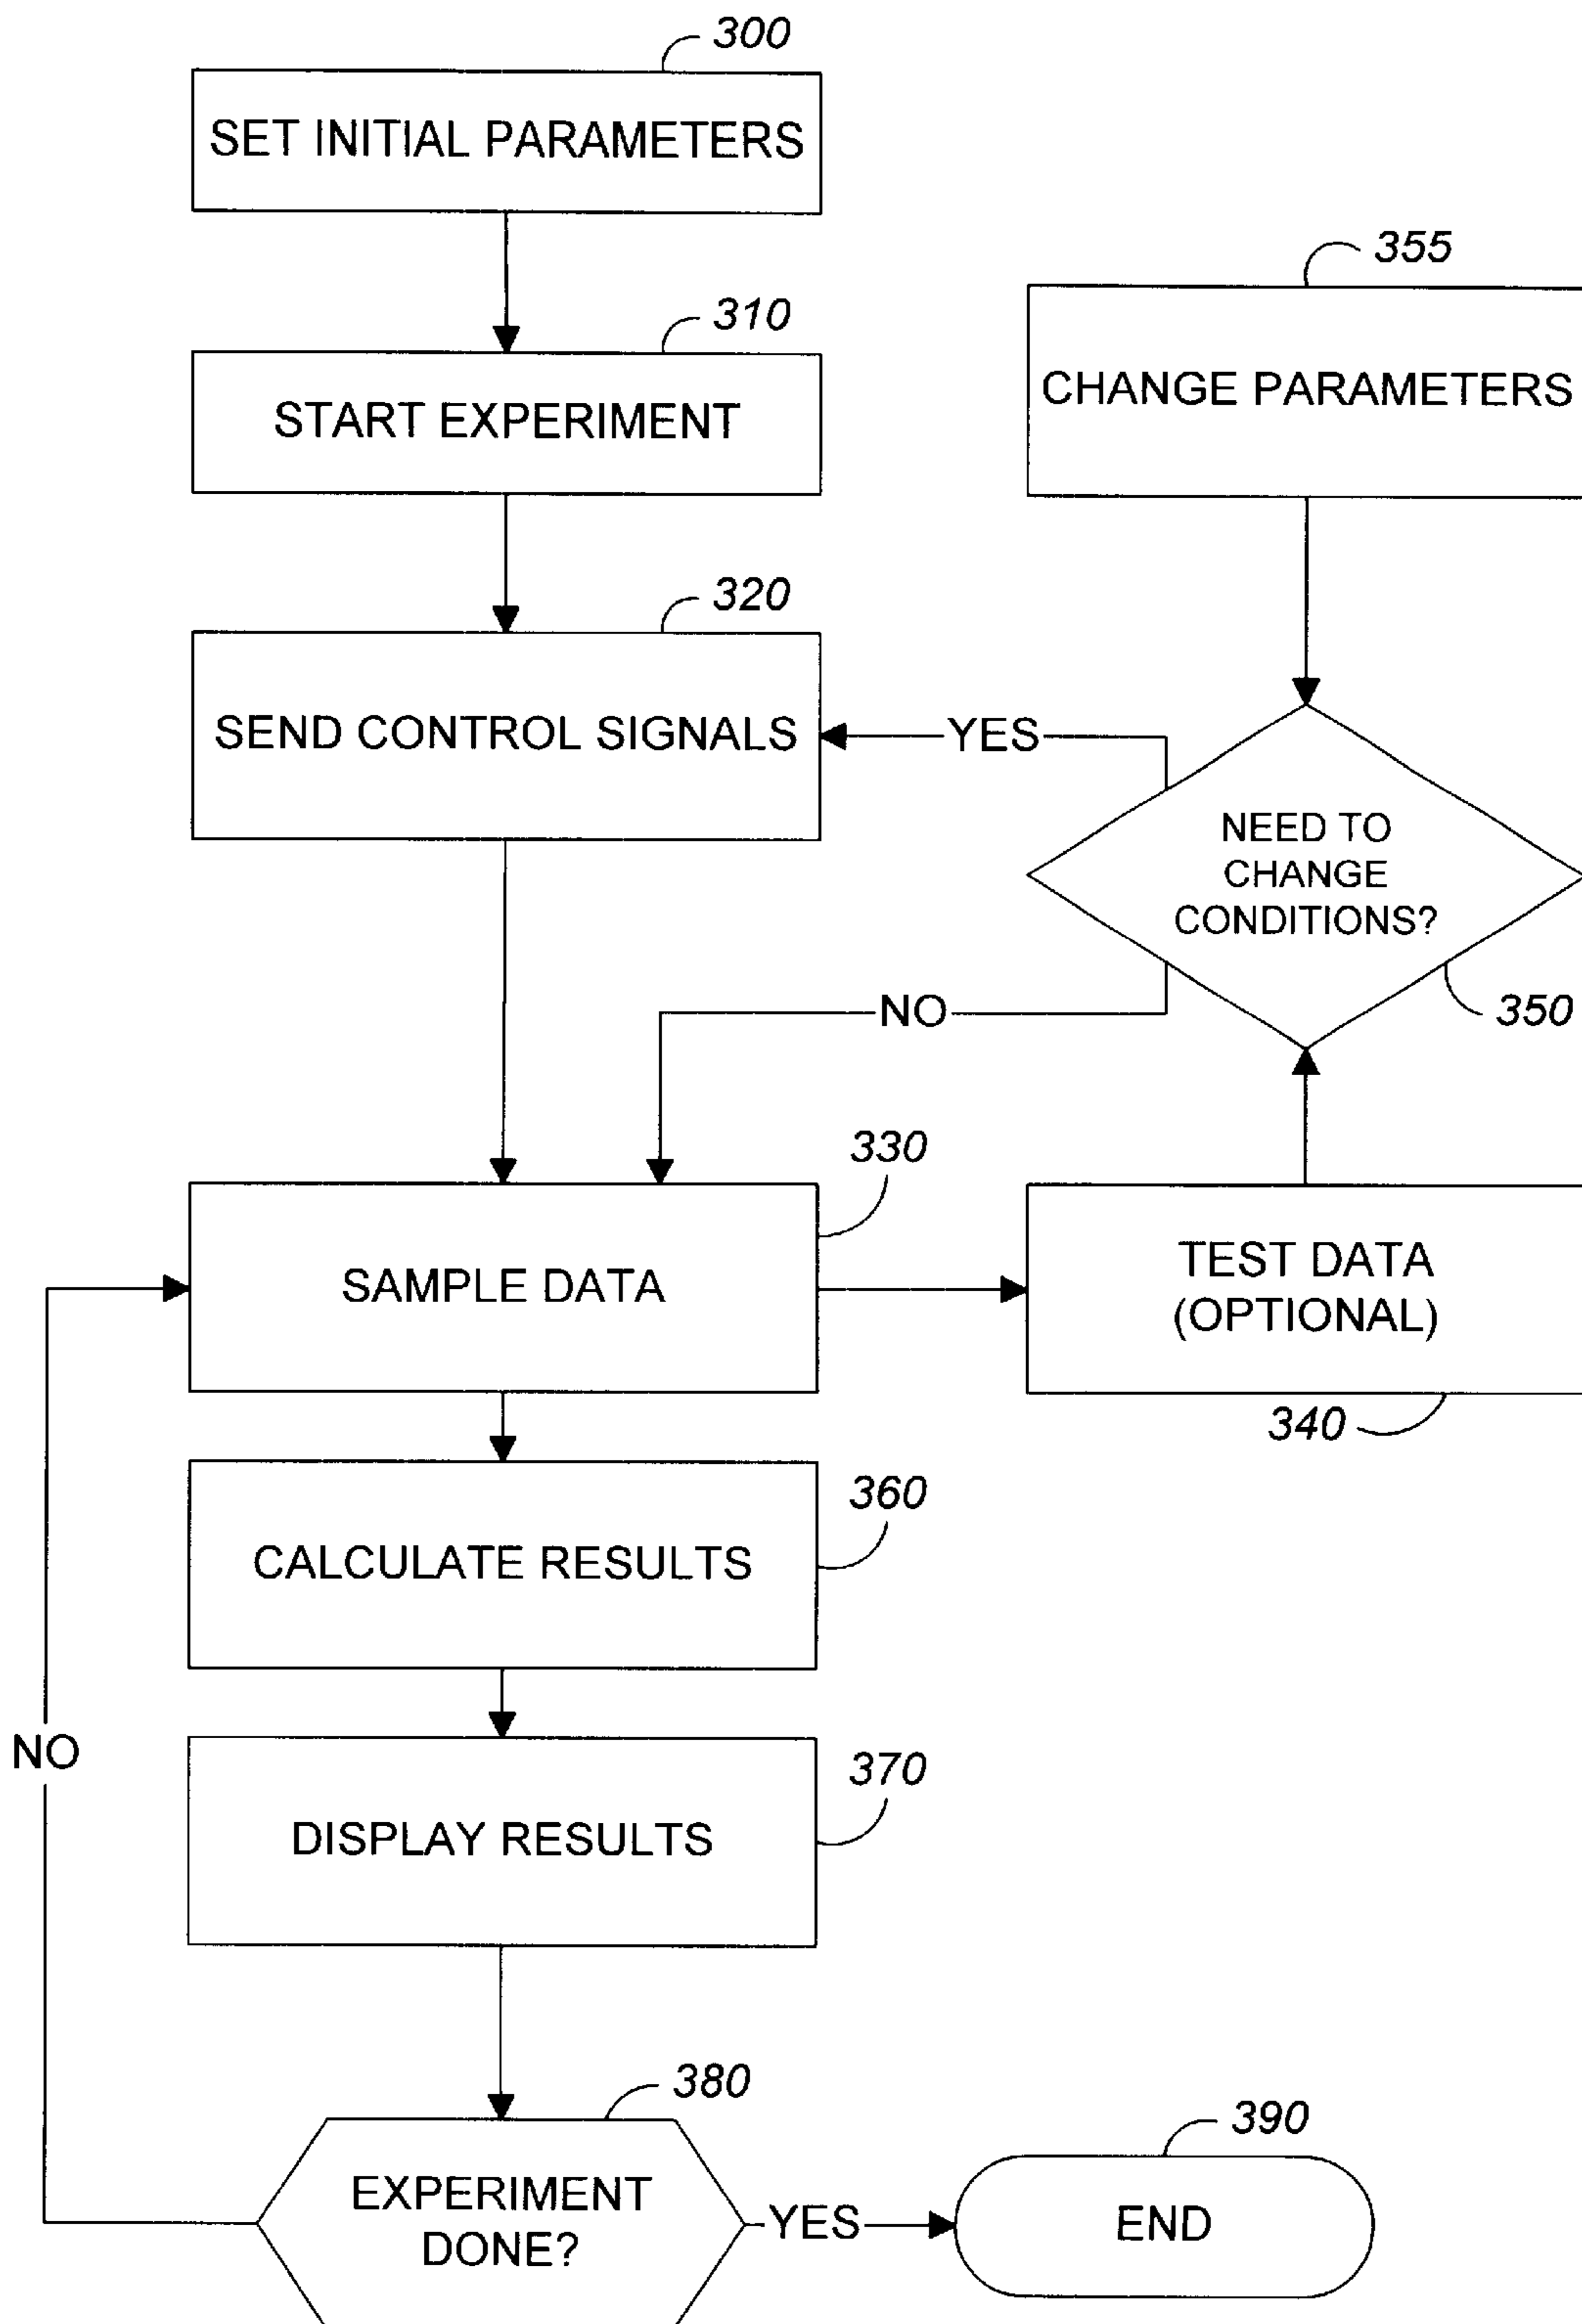 300
SET INITIAL PARAMETERS
355
310
CHANGE PARAMETERS
START EXPERIMENT
320
SEND CONTROL SIGNALS
YES
NEED TO
CHANGE
CONDITIONS?
NO
350
330
SAMPLE DATA
TEST DATA
(OPTIONAL)
340
360
CALCULATE RESULTS
NO
370
DISPLAY RESULTS
380
390
EXPERIMENT
DONE?
YES
END